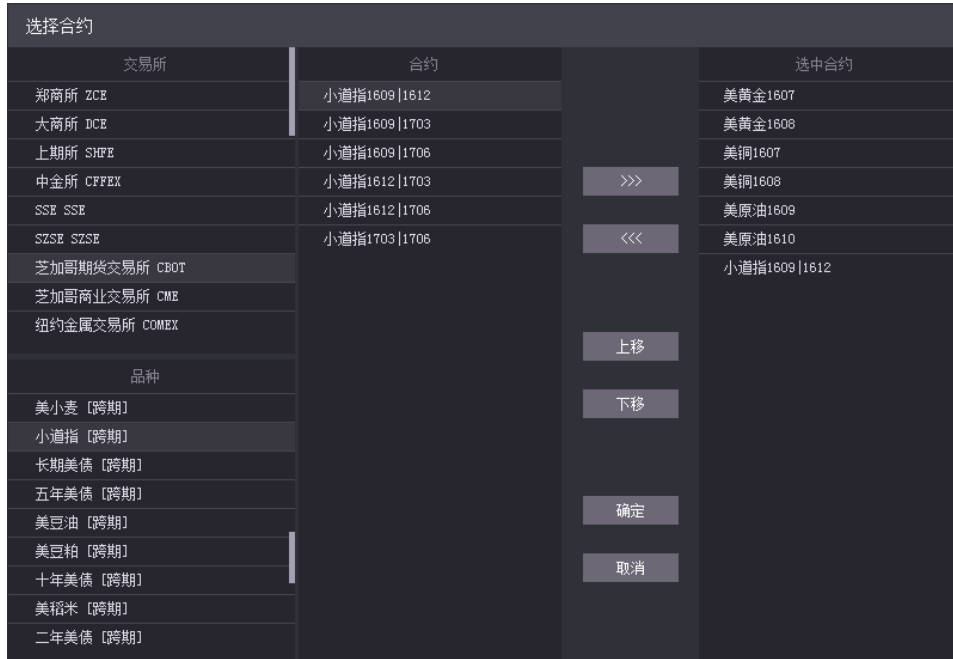 选择合约
交易所
郑商所 ZCE
大商所 DCE
上期所 SHFE
中金所 CFFEX
SSE SSE
SZSE SZSE
芝加哥期货交易所 CBOT
芝加哥商业交易所 CME
纽约金属交易所 COMEX
品种
美小麦 [跨期]
小道指 [跨期]
长期美债 [跨期]
五年美债 [跨期]
美豆油 [跨期]
美豆粕 [跨期]
十年美债 [跨期]
美稻米 [跨期]
二年美债 [跨期]
合约
小道指1609|1612
小道指1609|1703
小道指1609|1706
小道指1612|1703
小道指1612|1706
小道指1703|1706
>>>
<<<
上移
下移
确定
取消
选中合约
美黄金1607
美黄金1608
美铜1607
美铜1608
美原油1609
美原油1610
小道指1609|1612